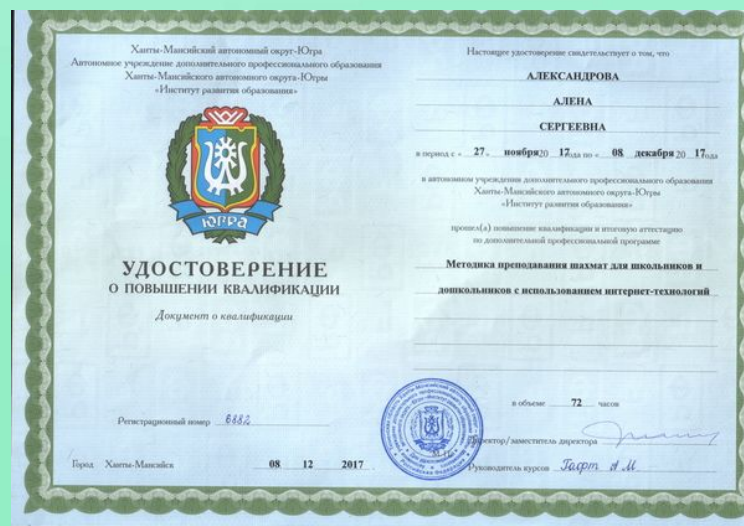 Ханты-Мансийский автономный округ-Югра
Автономное учреждение дополнительного профессионального образования
Ханты-Мансийского автономного округа-Югры
«Институт развития образования»
ЮГРА
УДОСТОВЕРЕНИЕ
О ПОВЫШЕНИИ КВАЛИФИКАЦИИ
Документ о квалификации
Регистрационный номер 6882
Город Ханты-Мансийск 08 12 2017
Настоящее удостоверение свидетельствует о том, что
АЛЕКСАНДРОВА
АЛЕНА
СЕРГЕЕВНА
в период с « 27 » ноября 20 17 года по « 08 декабря 20 17 года
в автономном учреждении дополнительного профессионального образования
Ханты-Мансийского автономного округа-Югры
«Институт развития образования»
прошел(а) повышение квалификации и итоговую аттестацию
по дополнительной профессиональной программе
Методика преподавания шахмат для школьников и
дошкольников с использованием интернет-технологий
в объеме 72 часов
Директор/заместитель директора
Руководитель курсов